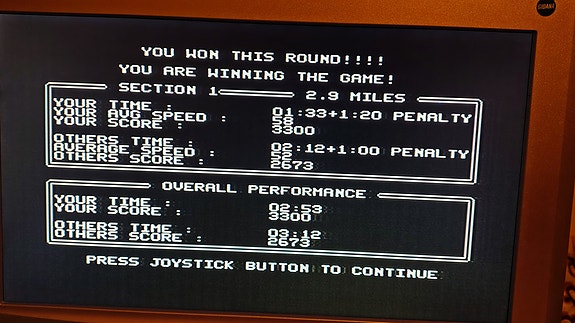 GIGANA
YOU WON THIS ROUND!!!!
YOU ARE WINNING THE GAME!
SECTION 1 2.9 MILES
YOUR TIME : 01:33+1:20 PENALTY
YOUR AVG SPEED : 58
YOUR SCORE : 3300
OTHERS TIME : 02:12+1:00 PENALTY
AVERAGE SPEED : 52
OTHERS SCORE : 2673
OVERALL PERFORMANCE
YOUR TIME : 02:53
YOUR SCORE : 3300
OTHERS TIME : 03:12
OTHERS SCORE : 2673
PRESS JOYSTICK BUTTON TO CONTINUE